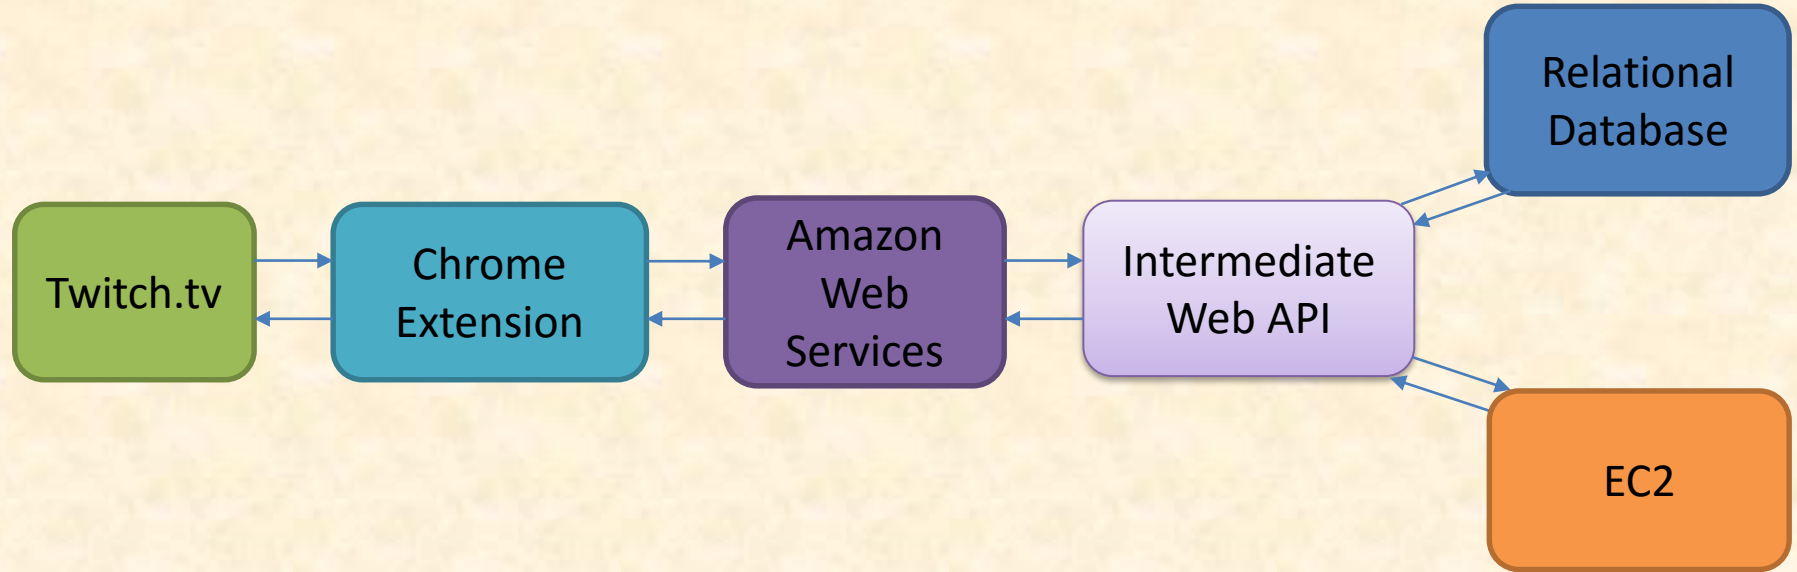 Relational
Database
Twitch.tv
Chrome
Extension
Amazon
Web
Services
Intermediate
Web API
EC2